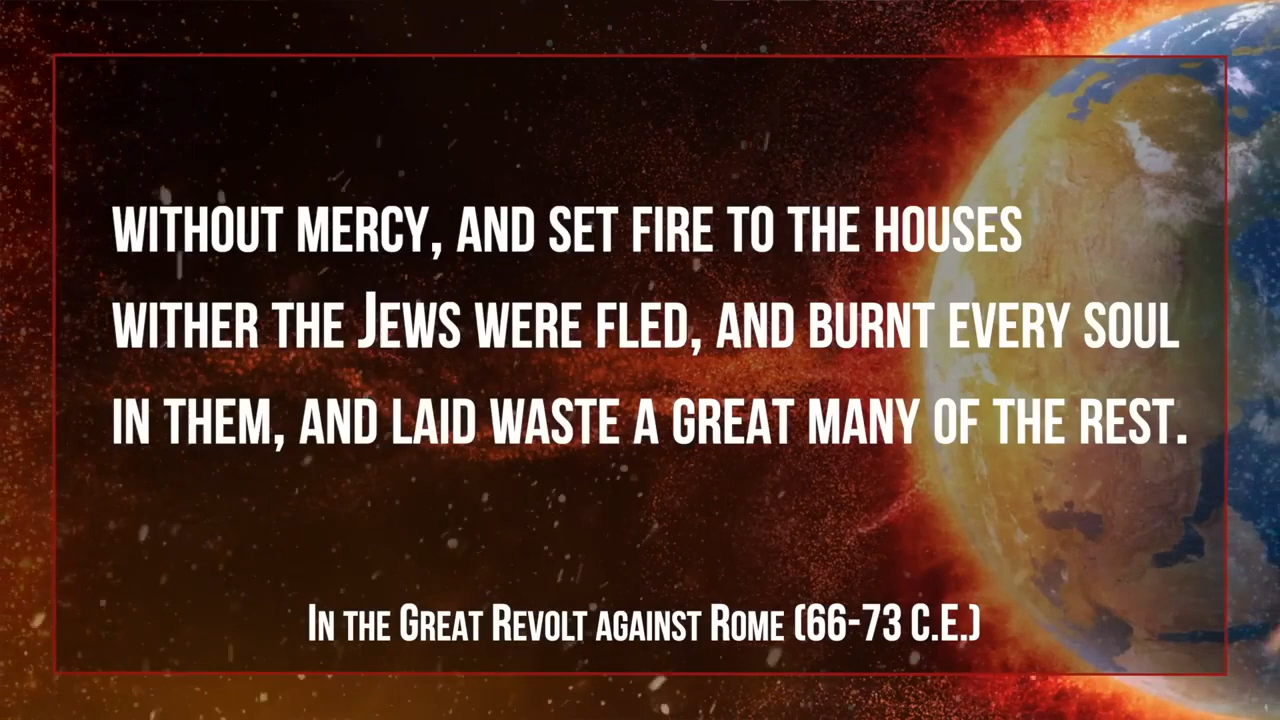 WITHOUT MERCY, AND SET FIRE TO THE HOUSES
WITHER THE JEWS WERE FLED, AND BURNT EVERY SOUL
IN THEM, AND LAID WASTE A GREAT MANY OF THE REST.
IN THE GREAT REVOLT AGAINST ROME (66-73 C.E.)